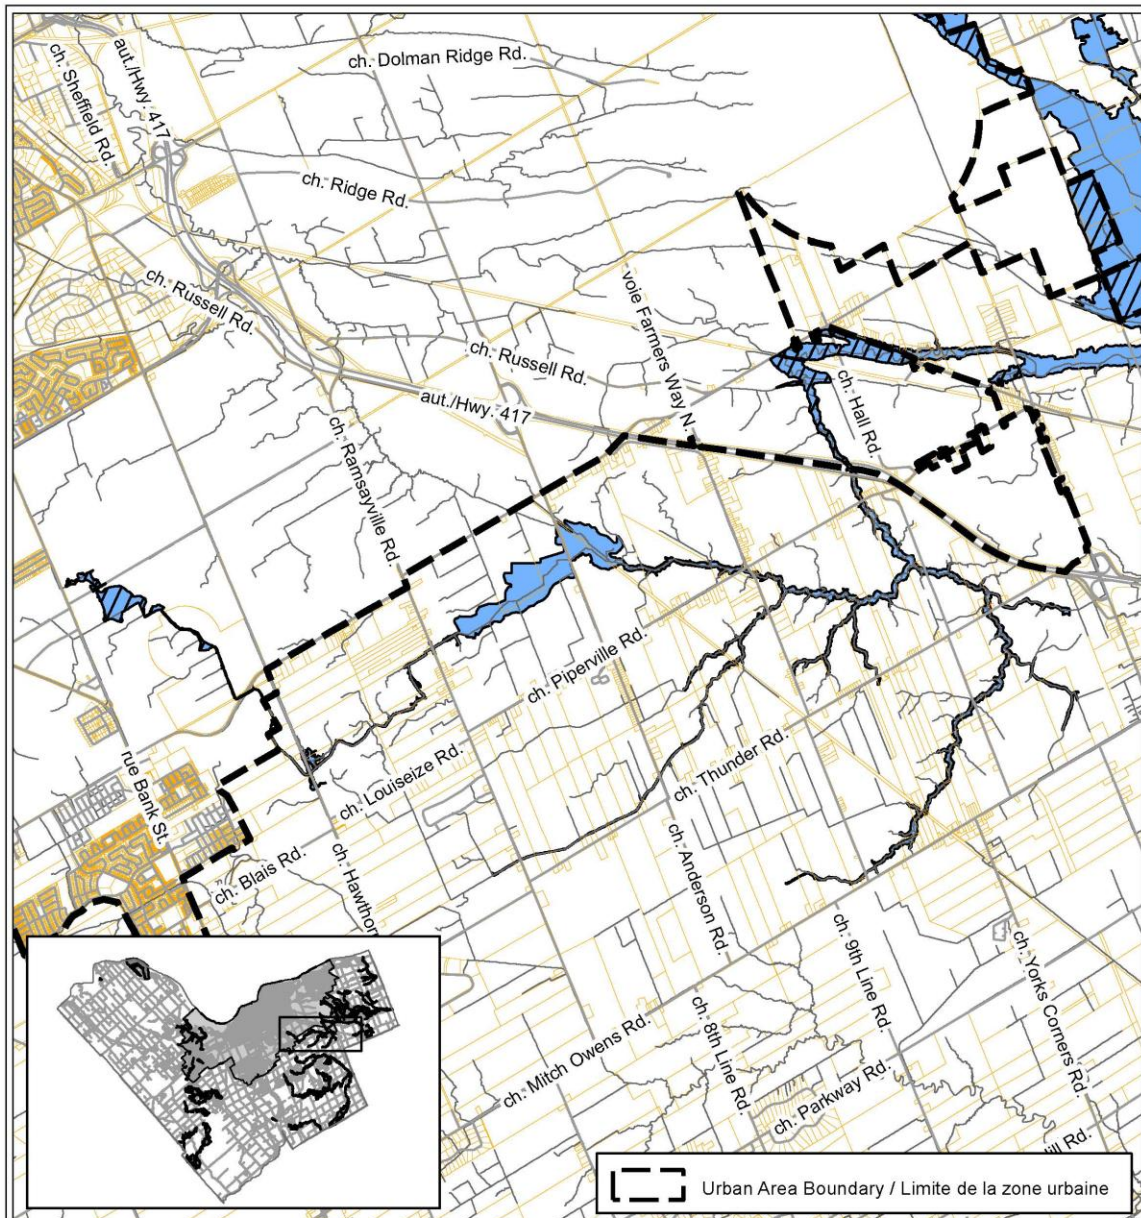 ch. Dolman Ridge Rd.
ch. Sheffield Rd.
aut./Hwy. 417
ch. Ridge Rd.
ch. Russell Rd.
voie Farmers Way N.
ch. Russell Rd.
aut./Hwy. 417
ch. Hall Rd.
ch. Ramsayville Rd.
ch. Piperville Rd.
ch. Thunder Rd.
ch. Louiseize Rd.
rue Bank St.
ch. Blais Rd.
ch. Hawthor
ch. Anderson Rd.
ch. 9th Line Rd.
ch. Yorks Corners Rd.
ch. Mitch Owens Rd.
ch. 8th Line Rd.
ch. Parkway Rd.
ill Rd.
Urban Area Boundary / Limite de la zone urbaine